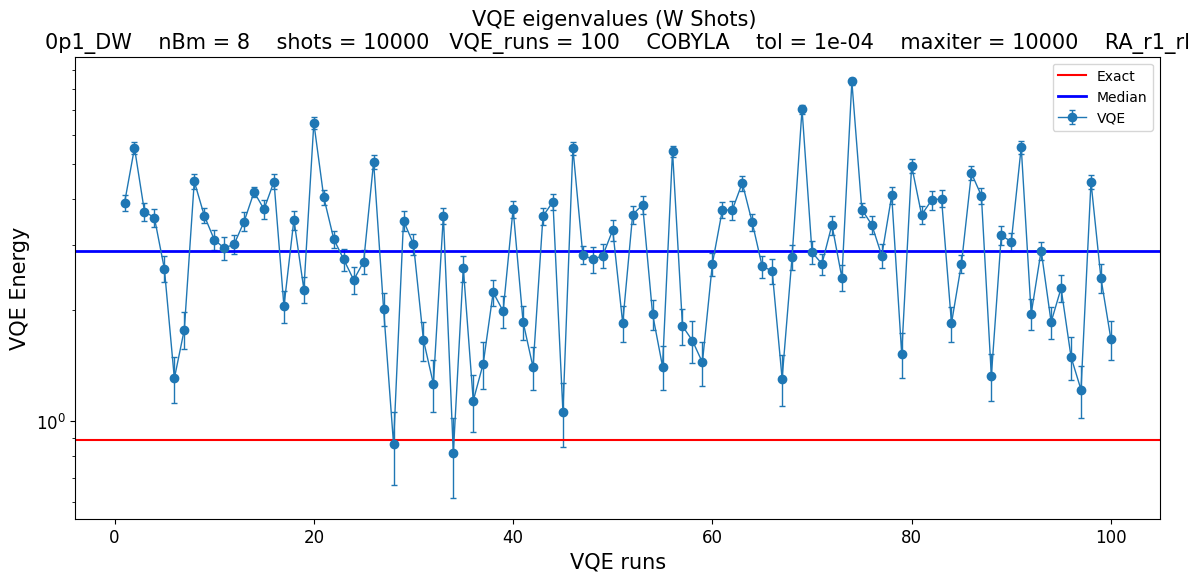 VQE eigenvalues (W Shots)
0p1_DW    nBm = 8    shots = 10000   VQE_runs = 100    COBYLA    tol = 1e-04    maxiter = 10000    RA_r1_rl
Exact
Median
VQE
VQE Energy
10⁰
0 20 40 60 80 100
VQE runs